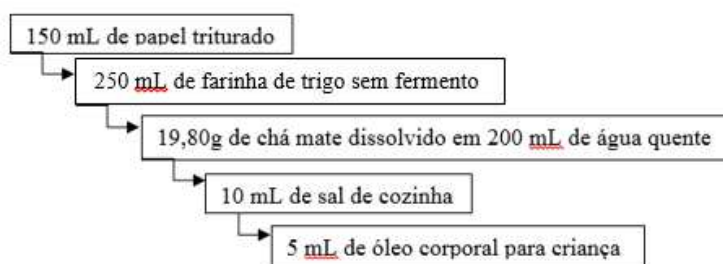 150 mL de papel triturado
250 mL de farinha de trigo sem fermento
19,80g de chá mate dissolvido em 200 mL de água quente
10 mL de sal de cozinha
5 mL de óleo corporal para criança